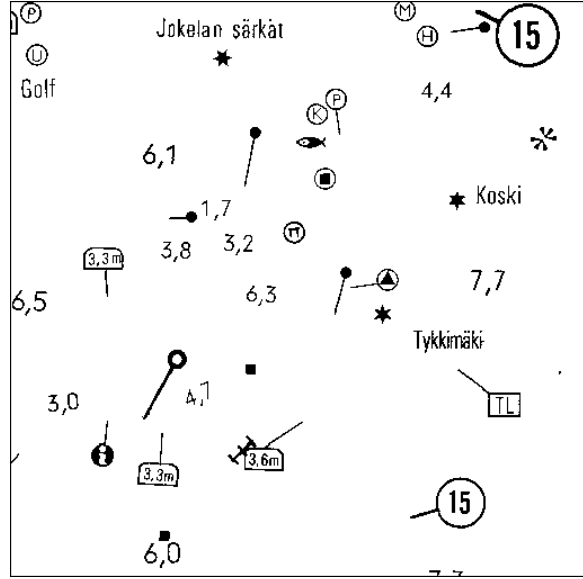 P
M
15
Jokelan särkät
H
U
Golf
4,4
P
K
6,1
Koski
1,7
3,8
3,2
3,3m
7,7
6,3
6,5
Tykkimäki
3,0
4,1
TL
3,3m
3,6m
15
6,0